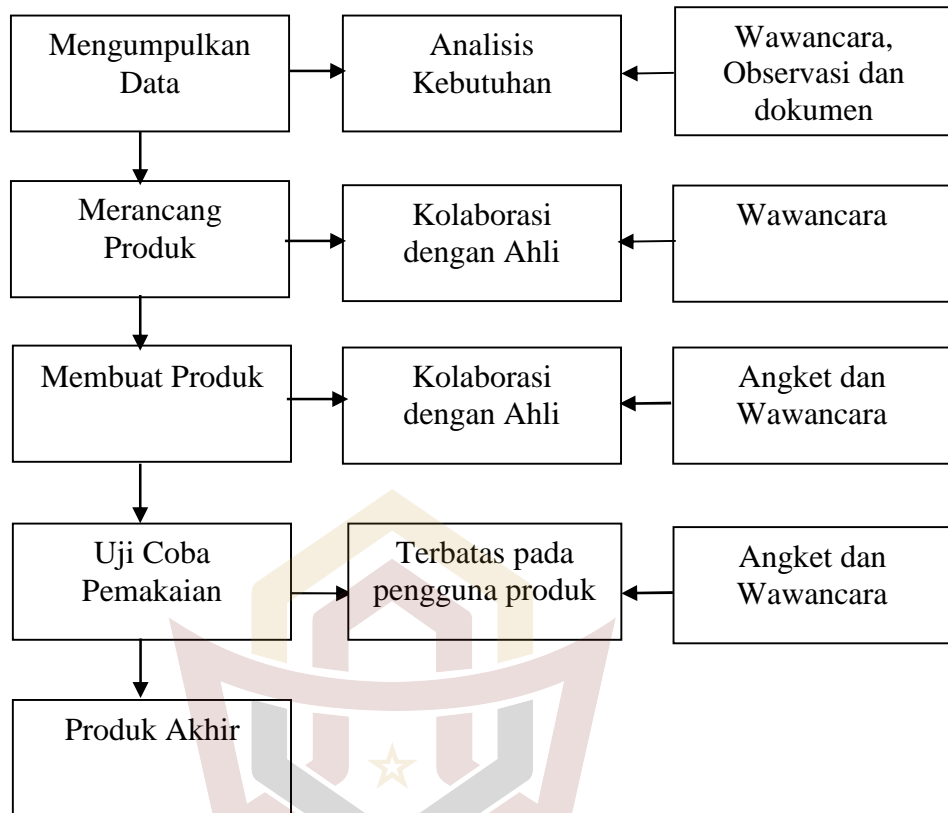 Mengumpulkan
Data
Analisis
Kebutuhan
Wawancara,
Observasi dan
dokumen
Merancang
Produk
Kolaborasi
dengan Ahli
Wawancara
Membuat Produk
Kolaborasi
dengan Ahli
Angket dan
Wawancara
Uji Coba
Pemakaian
Terbatas pada
pengguna produk
Angket dan
Wawancara
Produk Akhir